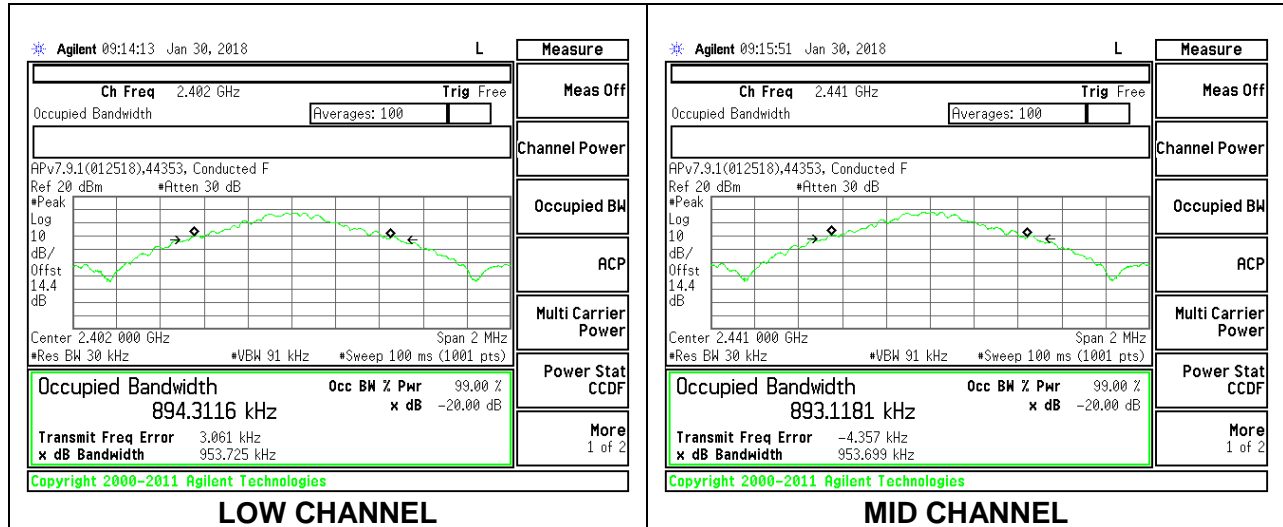 Agilent 09:14:13 Jan 30, 2018 L
Measure
Ch Freq 2.402 GHz Trig Free
Occupied Bandwidth Averages: 100
APv7.9.1(012518),44353, Conducted F
Ref 20 dBm #Atten 30 dB
#Peak
Log
10
dB/
Offst
14.4
dB
Center 2.402 000 GHz Span 2 MHz
#Res BW 30 kHz #VBW 91 kHz #Sweep 100 ms (1001 pts)
Occupied Bandwidth Occ BW % Pwr 99.00 %
894.3116 kHz x dB -20.00 dB
Transmit Freq Error 3.061 kHz
x dB Bandwidth 953.725 kHz
Copyright 2000-2011 Agilent Technologies
Meas Off
Channel Power
Occupied BW
ACP
Multi Carrier
Power
Power Stat
CCDF
More
1 of 2
LOW CHANNEL
Agilent 09:15:51 Jan 30, 2018 L
Measure
Ch Freq 2.441 GHz Trig Free
Occupied Bandwidth Averages: 100
APv7.9.1(012518),44353, Conducted F
Ref 20 dBm #Atten 30 dB
#Peak
Log
10
dB/
Offst
14.4
dB
Center 2.441 000 GHz Span 2 MHz
#Res BW 30 kHz #VBW 91 kHz #Sweep 100 ms (1001 pts)
Occupied Bandwidth Occ BW % Pwr 99.00 %
893.1181 kHz x dB -20.00 dB
Transmit Freq Error -4.357 kHz
x dB Bandwidth 953.699 kHz
Copyright 2000-2011 Agilent Technologies
Meas Off
Channel Power
Occupied BW
ACP
Multi Carrier
Power
Power Stat
CCDF
More
1 of 2
MID CHANNEL